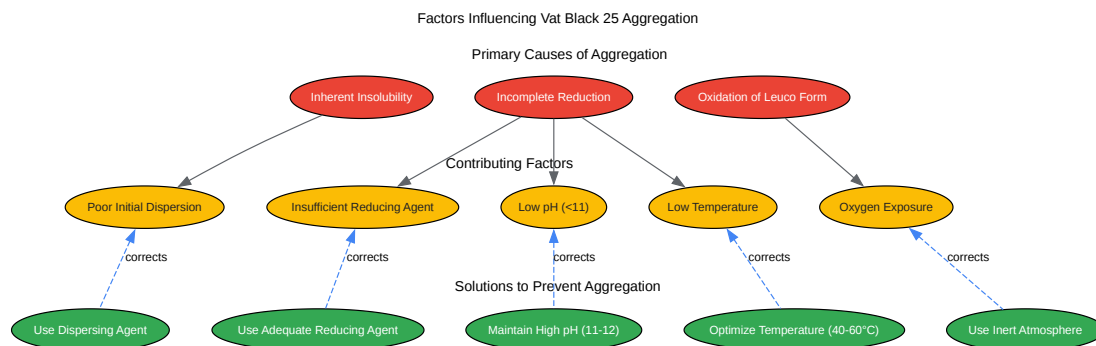 Factors Influencing Vat Black 25 Aggregation
Primary Causes of Aggregation
Inherent Insolubility
Incomplete Reduction
Oxidation of Leuco Form
Contributing Factors
Poor Initial Dispersion
Insufficient Reducing Agent
Low pH (<11)
Low Temperature
Oxygen Exposure
corrects
corrects
corrects
corrects
corrects
Solutions to Prevent Aggregation
Use Dispersing Agent
Use Adequate Reducing Agent
Maintain High pH (11-12)
Optimize Temperature (40-60°C)
Use Inert Atmosphere